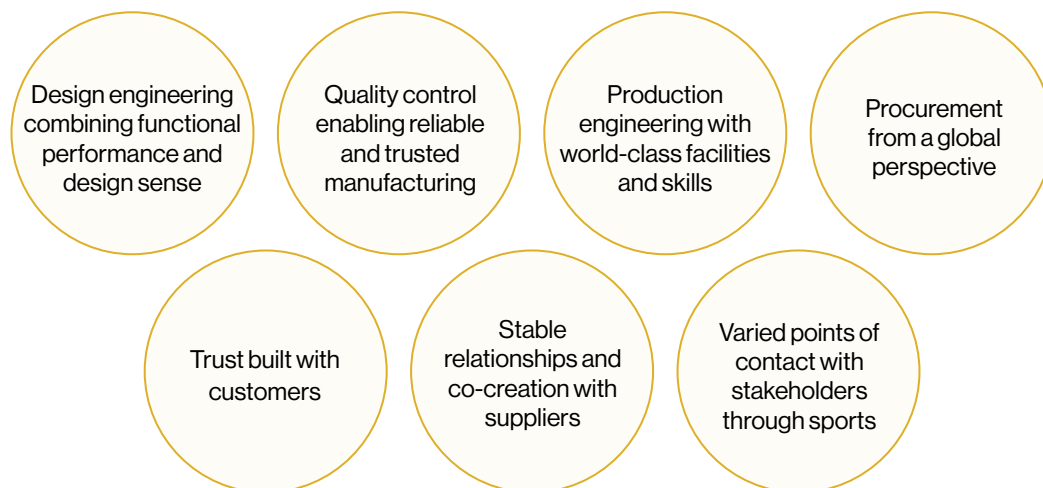 Design engineering
combining functional
performance and
design sense
Quality control
enabling reliable
and trusted
manufacturing
Production
engineering with
world-class facilities
and skills
Procurement
from a global
perspective
Trust built with
customers
Stable
relationships and
co-creation with
suppliers
Varied points of
contact with
stakeholders
through sports